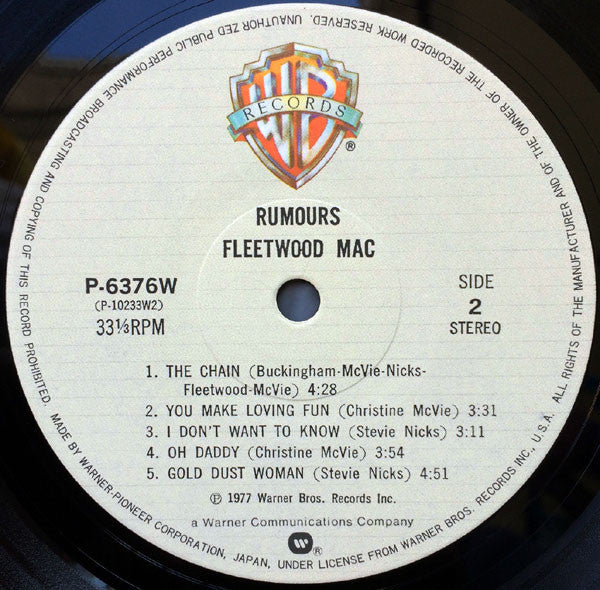 RECORDS
®
RUMOURS
FLEETWOOD MAC
P-6376W
(P-10233W2)
33⅓RPM
SIDE
2
STEREO
1. THE CHAIN (Buckingham-McVie-Nicks-
Fleetwood-McVie) 4:28
2. YOU MAKE LOVING FUN (Christine McVie) 3:31
3. I DON'T WANT TO KNOW (Stevie Nicks) 3:11
4. OH DADDY (Christine McVie) 3:54
5. GOLD DUST WOMAN (Stevie Nicks) 4:51
℗ 1977 Warner Bros. Records Inc.
a Warner Communications Company
®
MADE BY WARNER-PIONEER CORPORATION, JAPAN, UNDER LICENSE FROM WARNER BROS. RECORDS INC., U.S.A. ALL RIGHTS OF THE MANUFACTURER AND OF THE OWNER OF THE RECORDED WORK RESERVED. UNAUTHORIZED PUBLIC PERFORMANCE BROADCASTING AND COPYING OF THIS RECORD PROHIBITED.